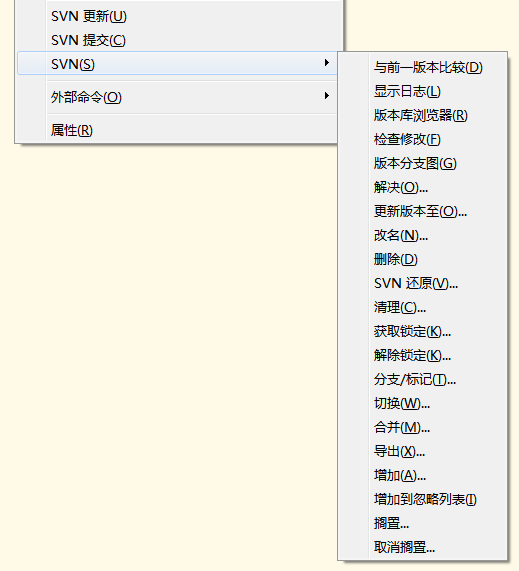 SVN 更新(U)
SVN 提交(C)
SVN(S)
外部命令(O)
属性(R)
与前一版本比较(D)
显示日志(L)
版本库浏览器(R)
检查修改(F)
版本分支图(G)
解决(O)...
更新版本至(O)...
改名(N)...
删除(D)
SVN 还原(V)...
清理(C)...
获取锁定(K)...
解除锁定(K)...
分支/标记(T)...
切换(W)...
合并(M)...
导出(X)...
增加(A)...
增加到忽略列表(I)
搁置...
取消搁置...